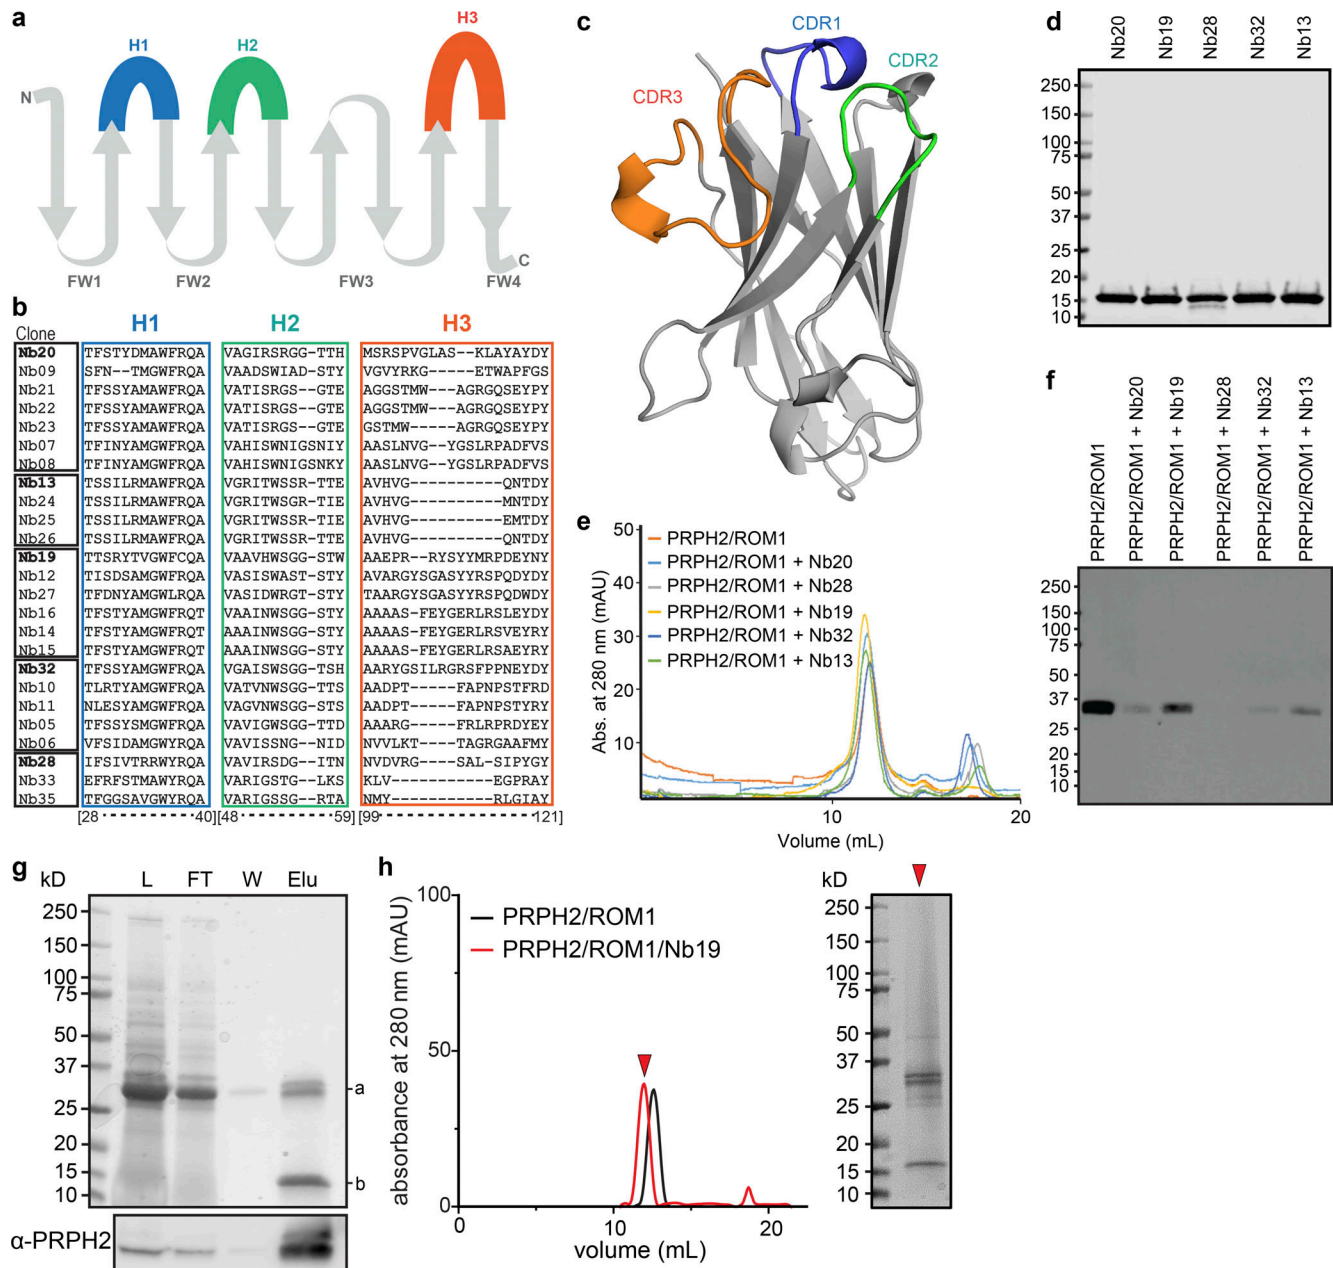 a
H1
H2
H3
N
C
FW1
FW2
FW3
FW4
b
H1
H2
H3
Clone
Nb20 TFSTYDMAWFRQA VAGIRSRGG-TTH MSRSPVGLAS--KLAYAYDY
Nb09 SFN--TMGWFRQA VAADSWIAD-STY VGVYRKG----ETWAPFGS
Nb21 TFSSYAMAWFRQA VATISRGS--GTE AGGSTMW---AGRGQSEYPY
Nb22 TFSSYAMAWFRQA VATISRGS--GTE AGGSTMW---AGRGQSEYPY
Nb23 TFSSYAMAWFRQA VATISRGG--GTE GSTMW-----AGRGQSEYPY
Nb07 TFINYAMGWFRQA VAHISWNIGSNIY AASLNVG--YGSLRPADFVS
Nb08 TFINYAMGWFRQA VAHISWNIGSNKY AASLNVG--YGSLRPADFVS
Nb13 TSSILRMAWFRQA VGRITWSSR-TIE AVHVG----------QNTDY
Nb24 TSSILRMAWFRQA VGRITWSGR-TIE AVHVG----------MNTDY
Nb25 TSSILRMAWFRQA VGRITWSSR-TIE AVHVG----------EMTDY
Nb26 TSSILRMAWFRQA VGRITWSSR-TIE AVHVG----------QNTDY
Nb19 TTSRYTVGWFCQA VAAVHWSGG-STW AAEPR--RYSYYMRPDEYNY
Nb12 TISDSAMGWFRQA VASISWAST-STY AVARGYSGASYYRSPQDYDY
Nb27 TFDNYAMGWLRQA VASIDWRGT-STY TAARGYSGASYYRSPQDWDY
Nb16 TFSSYAMGWFRQT VAAINWSGG-STY AAAAS-FEYGERLRSLEYDY
Nb14 TFSTYAMGWFRQT AAAINWSGG-STY AAAAS-FEYGERLRSVEYRY
Nb15 TFSTYAMGWFRQA AAAINWSGG-STY AAAAS-FEYGERLRSVEYRY
Nb32 TFSSYAMGWFRQA VGAISWSGG-TSH AARYGSILRGRSFPPNEYDY
Nb10 TLRTYAMGWFRQA VATVNWSGG-TTS AADPT-----FAPNPSTFRD
Nb11 NLESYAMGWFRQA VAGVNWSGG-STS AADPT-----FAPNPSTFRY
Nb05 TFSSYSMGWFRQA VAVIGWSGG-TTD AAARG-----FRLRPRDYEY
Nb06 VFSIDAMGWYRQA VAVISSNG--NID NVVLKT----TAGRGAAFMY
Nb28 IFSIVTRRWYRQA VAVIRSDG--ITN NVDVRG----SAL-SIPYGY
Nb33 EFRFSTMAWYRQA VARIGSTG--LKS KLV-----------EGPRAY
Nb35 TFGGSAVGWYRQA VARIGSSG--RTA NMY-----------RLGIAY
[28 40][48 59] [99 121]
c
CDR1
CDR2
CDR3
d
Nb20
Nb19
Nb28
Nb32
Nb13
250
150
100
75
50
37
25
20
15
10
e
50
40
30
20
10
Abs. at 280 nm (mAU)
PRPH2/ROM1
PRPH2/ROM1 + Nb20
PRPH2/ROM1 + Nb28
PRPH2/ROM1 + Nb19
PRPH2/ROM1 + Nb32
PRPH2/ROM1 + Nb13
10
20
Volume (mL)
f
PRPH2/ROM1
PRPH2/ROM1 + Nb20
PRPH2/ROM1 + Nb19
PRPH2/ROM1 + Nb28
PRPH2/ROM1 + Nb32
PRPH2/ROM1 + Nb13
250
150
100
75
50
37
25
20
15
10
g
kD
L
FT
W
Elu
250
150
100
75
50
37
25
20
15
10
a
b
α-PRPH2
h
absorbance at 280 nm (mAU)
100
50
0
PRPH2/ROM1
PRPH2/ROM1/Nb19
0
10
20
volume (mL)
kD
250
150
100
75
50
37
25
20
15
10